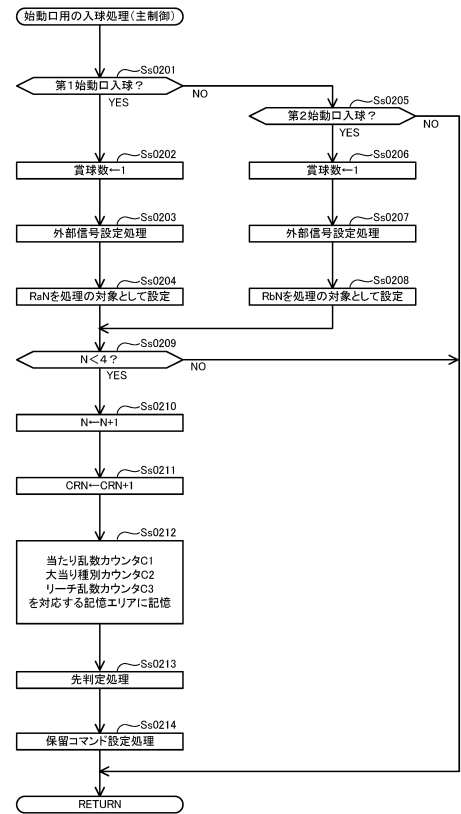 始動口用の入球処理(主制御)
Ss0201
第1始動口入球?
YES
NO
Ss0205
第2始動口入球?
YES
NO
Ss0202
賞球数←1
Ss0206
賞球数←1
Ss0203
外部信号設定処理
Ss0207
外部信号設定処理
Ss0204
RaNを処理の対象として設定
Ss0208
RbNを処理の対象として設定
Ss0209
N<4?
YES
NO
Ss0210
N←N+1
Ss0211
CRN←CRN+1
Ss0212
当たり乱数カウンタC1
大当り種別カウンタC2
リーチ乱数カウンタC3
を対応する記憶エリアに記憶
Ss0213
先判定処理
Ss0214
保留コマンド設定処理
RETURN